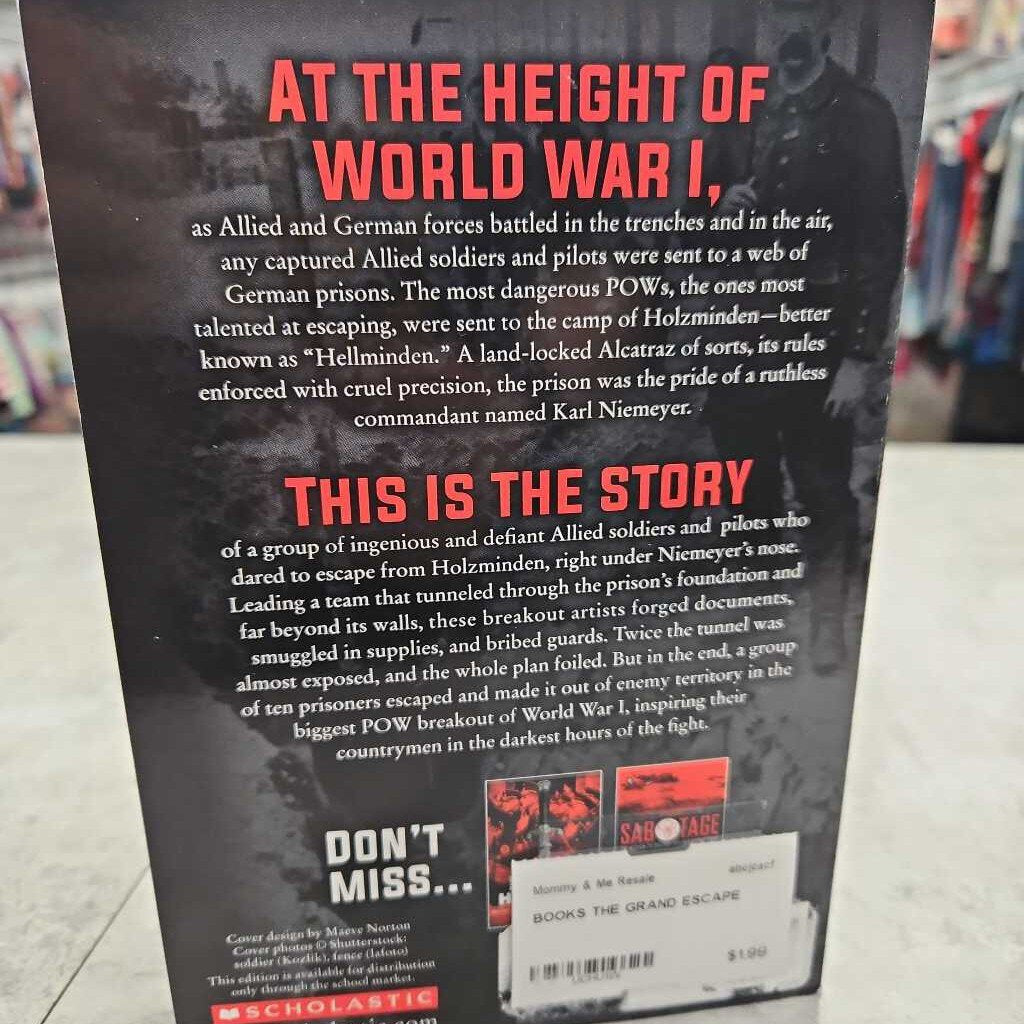 AT THE HEIGHT OF
WORLD WAR I,
as Allied and German forces battled in the trenches and in the air,
any captured Allied soldiers and pilots were sent to a web of
German prisons. The most dangerous POWs, the ones most
talented at escaping, were sent to the camp of Holzminden—better
known as “Hellminden.” A land-locked Alcatraz of sorts, its rules
enforced with cruel precision, the prison was the pride of a ruthless
commandant named Karl Niemeyer.
THIS IS THE STORY
of a group of ingenious and defiant Allied soldiers and pilots who
dared to escape from Holzminden, right under Niemeyer’s nose.
Leading a team that tunneled through the prison’s foundation and
far beyond its walls, these breakout artists forged documents,
smuggled in supplies, and bribed guards. Twice the tunnel was
almost exposed, and the whole plan foiled. But in the end, a group
of ten prisoners escaped and made it out of enemy territory in the
biggest POW breakout of World War I, inspiring their
countrymen in the darkest hours of the fight.
DON’T
MISS...
SABOTAGE
Mommy & Me Resale
BOOKS THE GRAND ESCAPE
$1.99
Cover design by Maeve Norton
Cover photos © Shutterstock:
soldier (Kozlik), fence (lafoto)
This edition is available for distribution
only through the school market.
SCHOLASTIC